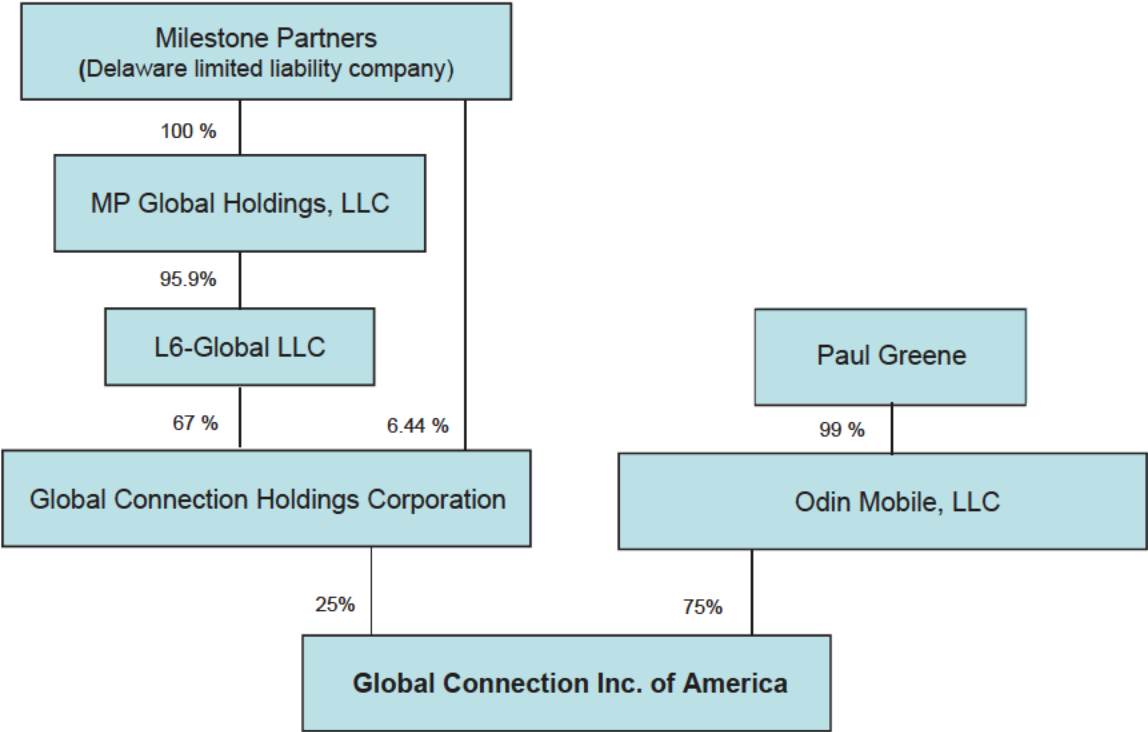 Milestone Partners
(Delaware limited liability company)
100 %
MP Global Holdings, LLC
95.9%
L6-Global LLC
Paul Greene
67 %
6.44 %
99 %
Global Connection Holdings Corporation
Odin Mobile, LLC
25%
75%
Global Connection Inc. of America